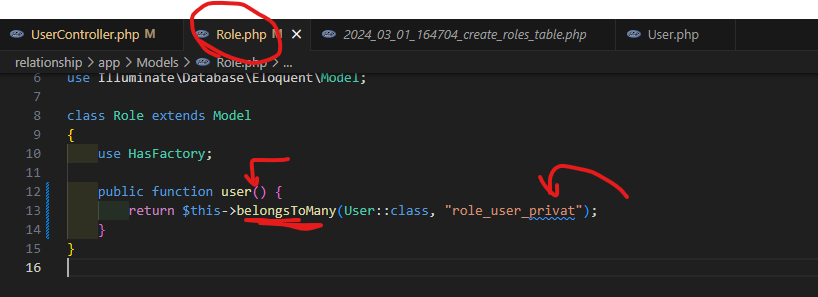 UserController.php M
Role.php M
2024_03_01_164704_create_roles_table.php
User.php
relationship > app > Models > Role.php > ...
6 use Illuminate\Database\Eloquent\Model;
7
8 class Role extends Model
9 {
10 use HasFactory;
11
12 public function user() {
13 return $this->belongsToMany(User::class, "role_user_privat");
14 }
15 }
16